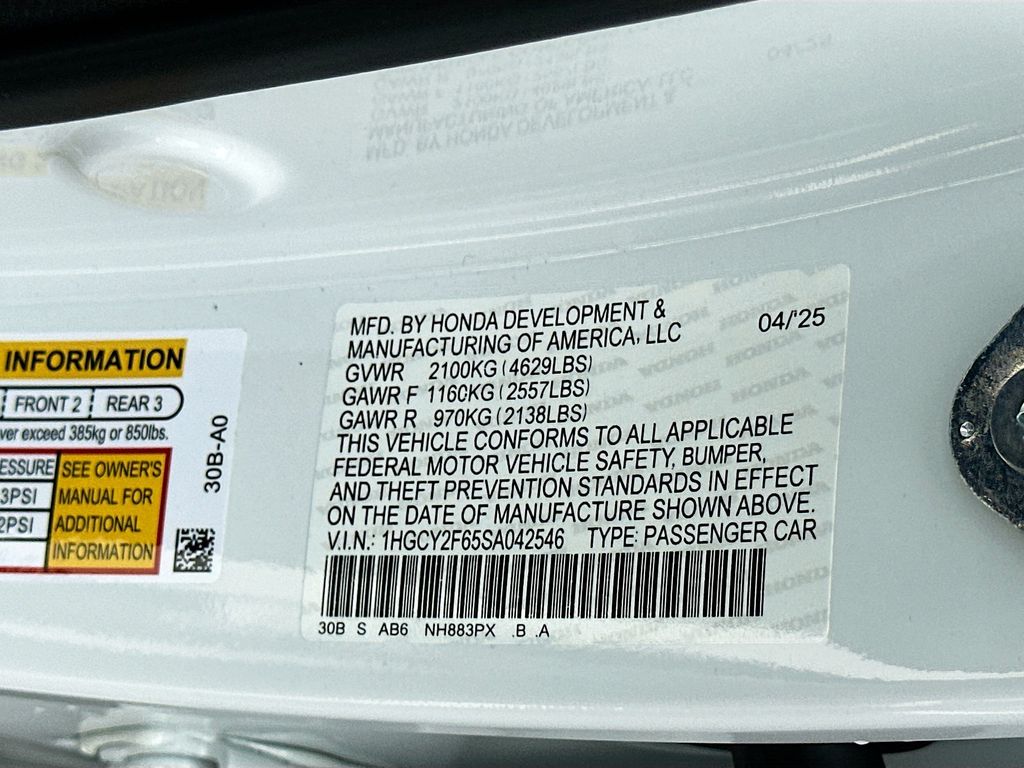 INFORMATION
FRONT 2 REAR 3
ver exceed 385kg or 850lbs.
ESSURE
3PSI
2PSI
SEE OWNER'S
MANUAL FOR
ADDITIONAL
INFORMATION
30B-A0
MFD. BY HONDA DEVELOPMENT &
MANUFACTURING OF AMERICA, LLC
04/'25
GVWR 2100KG (4629LBS)
GAWR F 1160KG (2557LBS)
GAWR R 970KG (2138LBS)
THIS VEHICLE CONFORMS TO ALL APPLICABLE
FEDERAL MOTOR VEHICLE SAFETY, BUMPER,
AND THEFT PREVENTION STANDARDS IN EFFECT
ON THE DATE OF MANUFACTURE SHOWN ABOVE.
V.I.N.: 1HGCY2F65SA042546 TYPE: PASSENGER CAR
30B S AB6 NH883PX .B .A